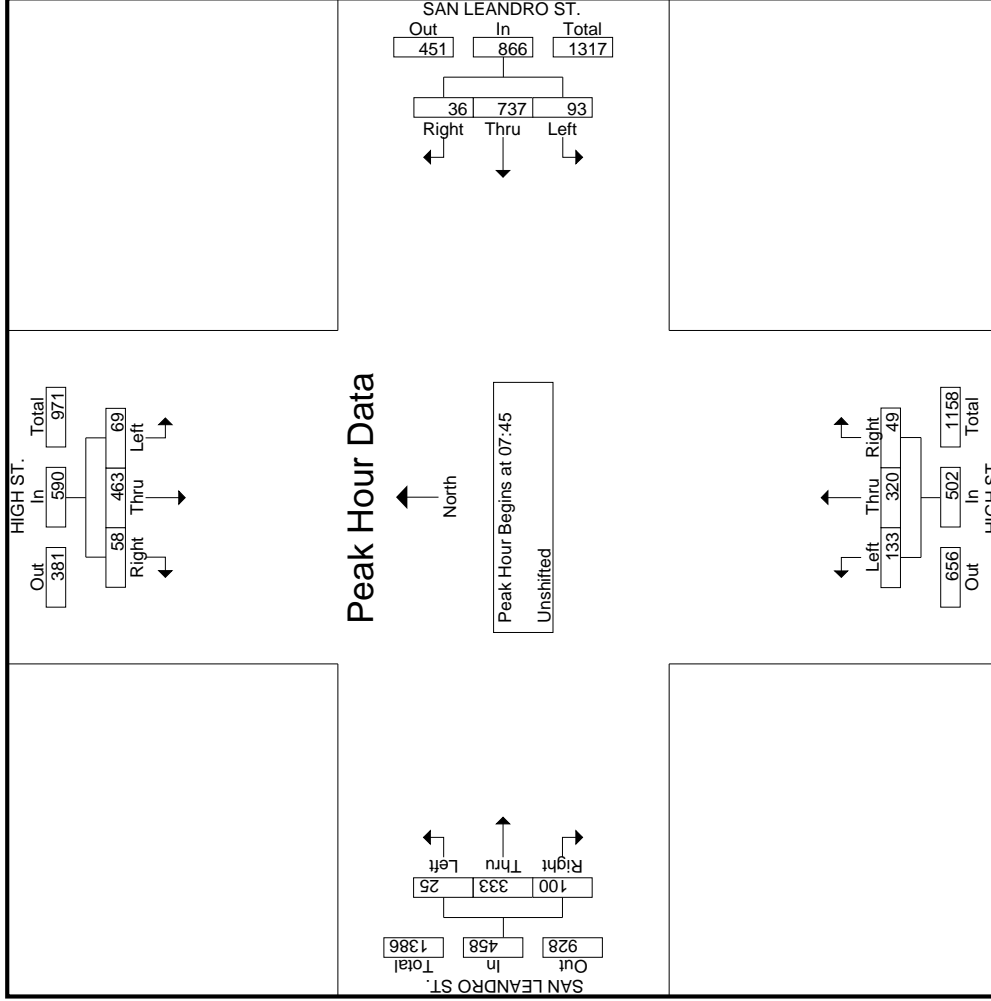 SAN LEANDRO ST.
Out In Total
451 866 1317
36 737 93
Right Thru Left
HIGH ST.
Out In Total
381 590 971
58 463 69
Right Thru Left
Peak Hour Data
North
Peak Hour Begins at 07:45
Unshifted
Left Thru Right
133 320 49
656 502 1158
Out In Total
HIGH ST.
Left Thru Right
25 333 100
1386 458 928
Total In Out
SAN LEANDRO ST.